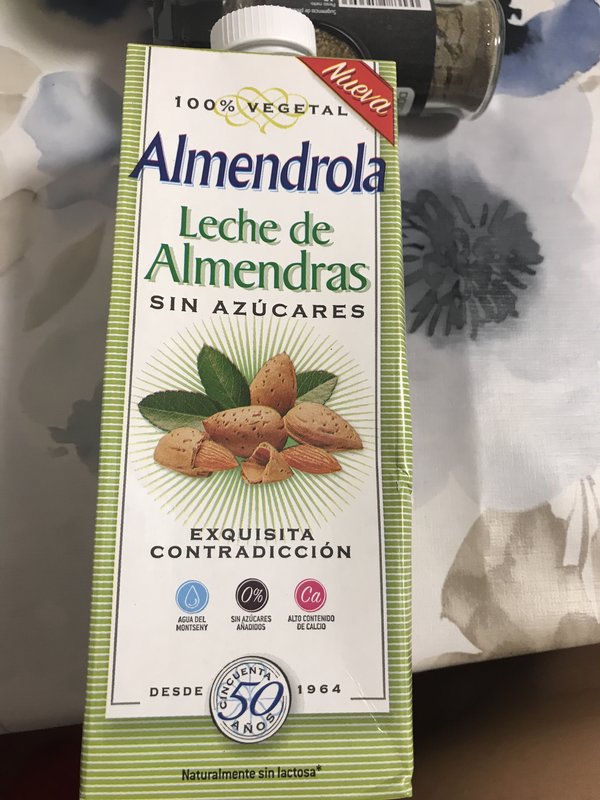 Nueva
100% VEGETAL
Almendrola
Leche de
Almendras
SIN AZÚCARES
EXQUISITA
CONTRADICCIÓN
0%
Ca
AGUA DEL
MONTSENY
SIN AZÚCARES
AÑADIDOS
ALTO CONTENIDO
DE CALCIO
CINCUENTA
DESDE 50 1964
AÑOS
Naturalmente sin lactosa*